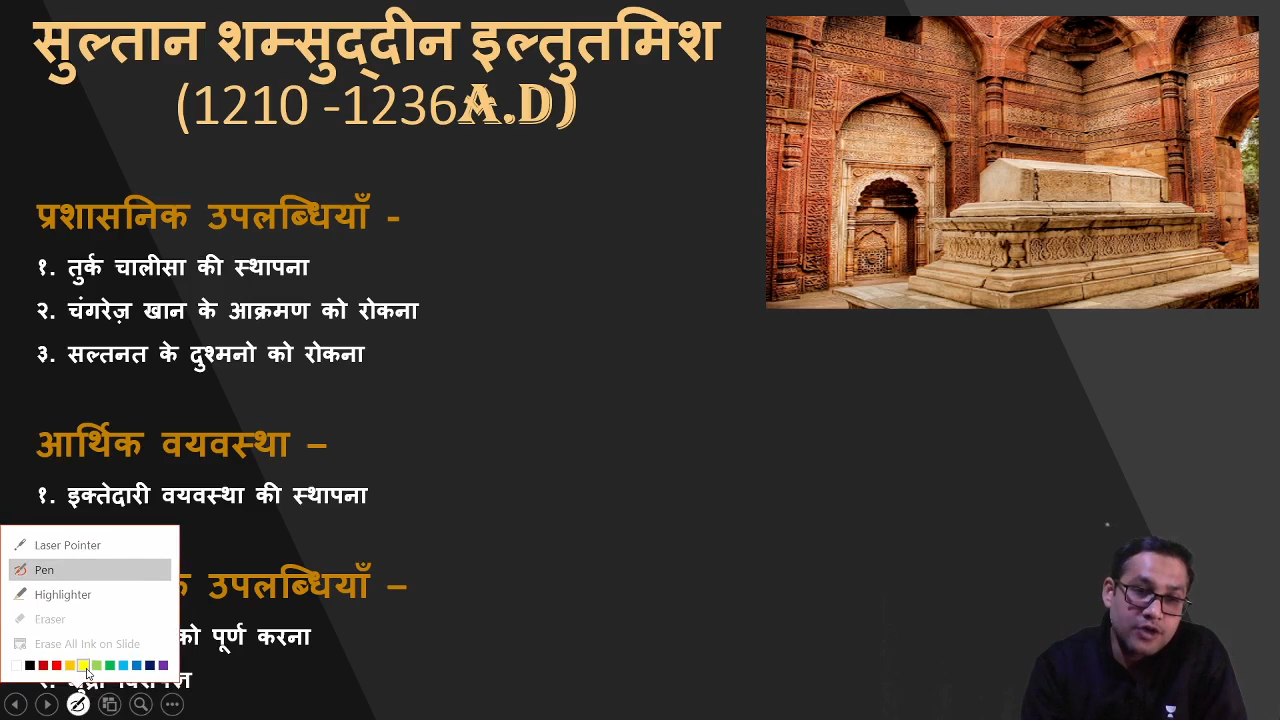 सुल्तान शम्सुद्दीन इल्तुतमिश
(1210 -1236A.D)
प्रशासनिक उपलब्धियाँ -
१. तुर्क चालीसा की स्थापना
२. चंगरेज़ खान के आक्रमण को रोकना
३. सल्तनत के दुश्मनो को रोकना
आर्थिक वयवस्था –
१. इक्तेदारी वयवस्था की स्थापना
उपलब्धियाँ –
को पूर्ण करना
Laser Pointer
Pen
Highlighter
Eraser
Erase All Ink on Slide